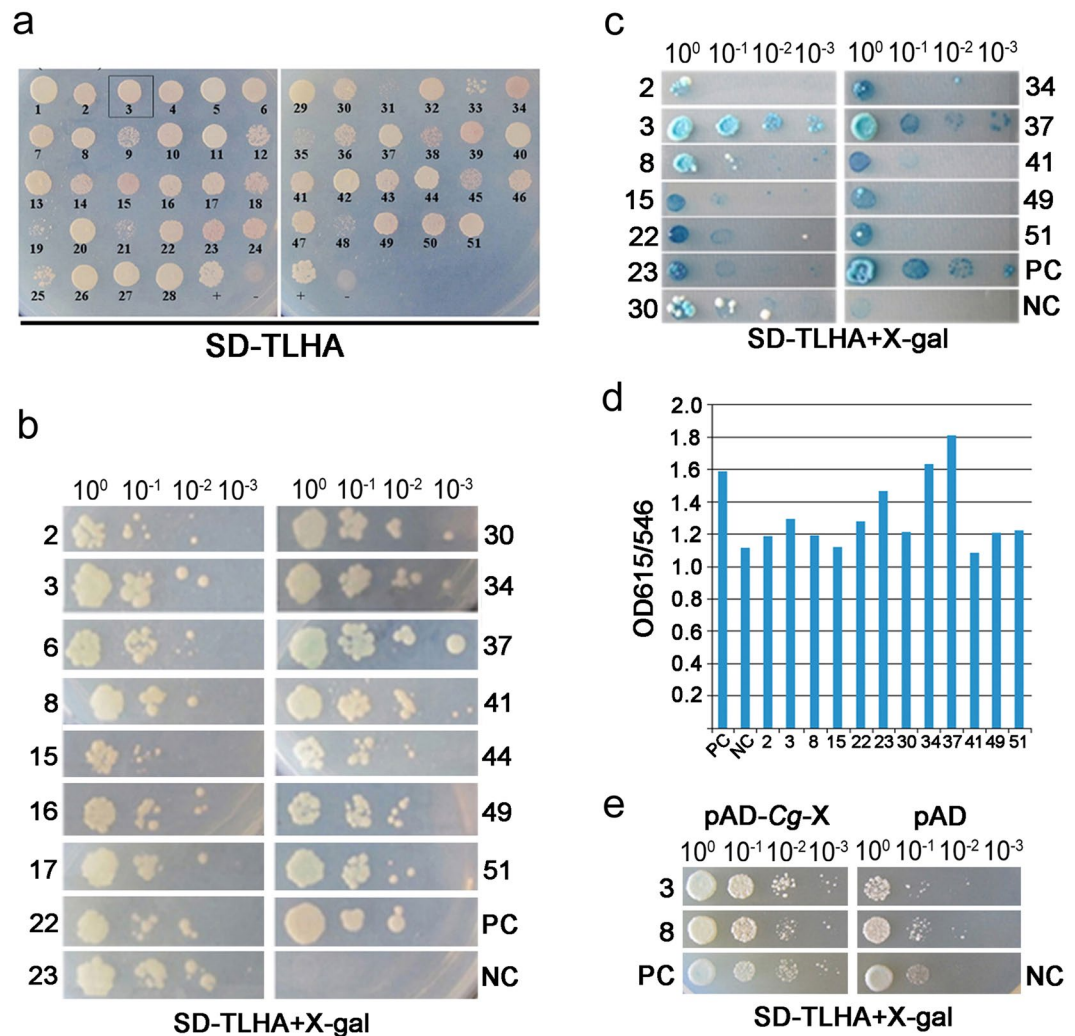 a
1 2 3 4 5 6 29 30 31 32 33 34
7 8 9 10 11 12 35 36 37 38 39 40
13 14 15 16 17 18 41 42 43 44 45 46
19 20 21 22 23 24 47 48 49 50 51
25 26 27 28 + - + -
SD-TLHA
b
10⁰ 10⁻¹ 10⁻² 10⁻³ 10⁰ 10⁻¹ 10⁻² 10⁻³
2 30
3 34
6 37
8 41
15 44
16 49
17 51
22 PC
23 NC
SD-TLHA+X-gal
c
10⁰ 10⁻¹ 10⁻² 10⁻³ 10⁰ 10⁻¹ 10⁻² 10⁻³
2 34
3 37
8 41
15 49
22 51
23 PC
30 NC
SD-TLHA+X-gal
d
2.0
1.8
1.6
1.4
1.2
1.0
0.8
0.6
0.4
0.2
OD615/546
PC NC 2 3 8 15 22 23 30 34 37 41 49 51
e
pAD-Cg-X pAD
10⁰ 10⁻¹ 10⁻² 10⁻³ 10⁰ 10⁻¹ 10⁻² 10⁻³
3
8
PC NC
SD-TLHA+X-gal